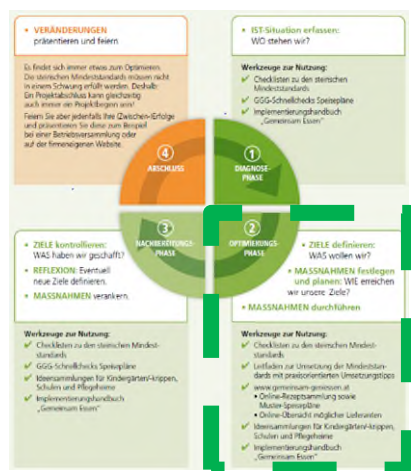 • VERÄNDERUNGEN
präsentieren und feiern
Es findet sich immer etwas zum Optimieren.
Die steirischen Mindeststandards müssen nicht
in einem Schwung erfüllt werden. Deshalb:
Ein Projektabschluss kann gleichzeitig
auch immer ein Projektbeginn sein!
Feiern Sie aber jedenfalls Ihre (Zwischen-)Erfolge
und präsentieren Sie diese zum Beispiel
bei einer Betriebsversammlung oder
auf der firmeneigenen Website.
• IST-Situation erfassen:
WO stehen wir?
Werkzeuge zur Nutzung:
✔ Checklisten zu den steirischen
Mindeststandards
✔ GGG-Schnellchecks Speisepläne
✔ Implementierungshandbuch
„Gemeinsam Essen“
4
ABSCHLUSS
1
DIAGNOSE-
PHASE
3
NACHBEREITUNGS-
PHASE
2
OPTIMIERUNGS-
PHASE
• ZIELE kontrollieren:
WAS haben wir geschafft?
• REFLEXION: Eventuell
neue Ziele definieren.
• MASSNAHMEN verankern.
Werkzeuge zur Nutzung:
✔ Checklisten zu den steirischen Mindest-
standards
✔ GGG-Schnellchecks Speisepläne
✔ Ideensammlungen für Kindergärten/-krippen,
Schulen und Pflegeheime
✔ Implementierungshandbuch
„Gemeinsam Essen“
• ZIELE definieren:
WAS wollen wir?
• MASSNAHMEN festlegen
und planen: WIE erreichen
wir unsere Ziele?
• MASSNAHMEN durchführen
Werkzeuge zur Nutzung:
✔ Checklisten zu den steirischen Mindest-
standards
✔ Leitfaden zur Umsetzung der Mindeststan-
dards mit praxisorientierten Umsetzungstipps
✔ www.gemeinsam-geniessen.at
• Online-Rezeptsammlung sowie
Muster-Speisepläne
• Online-Übersicht möglicher Lieferanten
✔ Ideensammlungen für Kindergärten/-krippen,
Schulen und Pflegeheime
✔ Implementierungshandbuch
„Gemeinsam Essen“